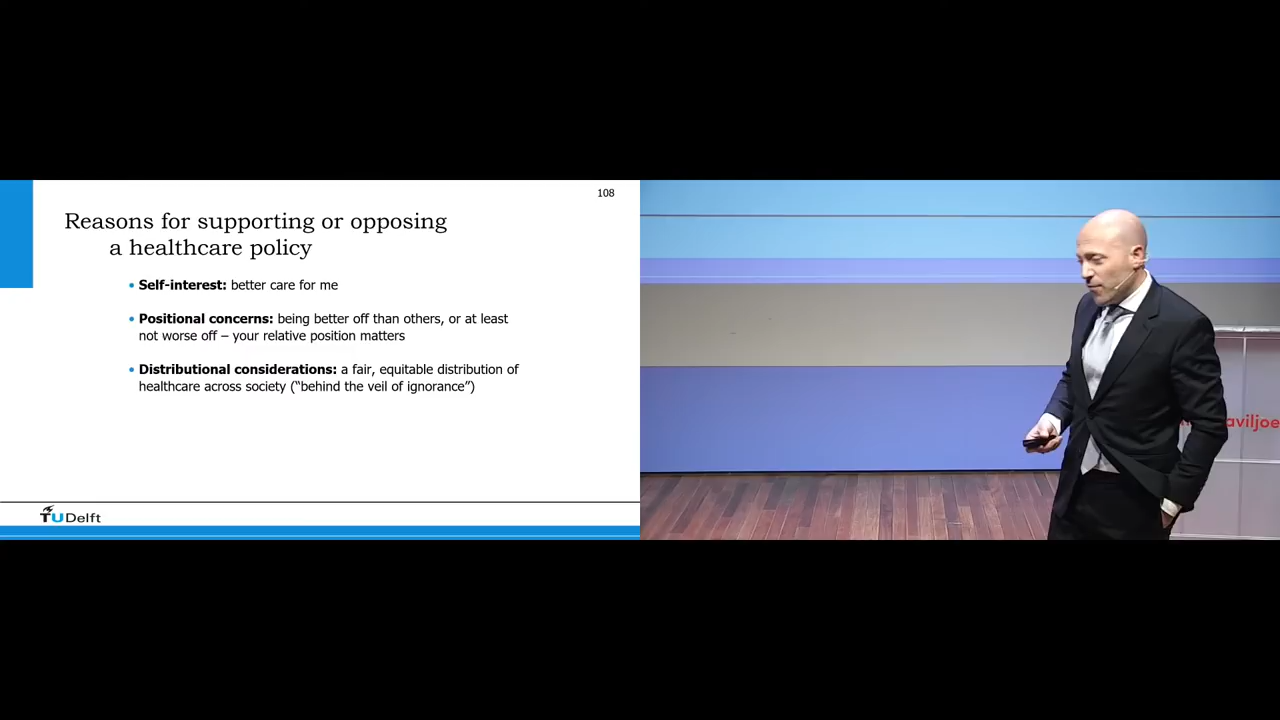 108
Reasons for supporting or opposing
a healthcare policy
• Self-interest: better care for me
• Positional concerns: being better off than others, or at least
not worse off – your relative position matters
• Distributional considerations: a fair, equitable distribution of
healthcare across society (“behind the veil of ignorance”)
TU Delft
aviljoe